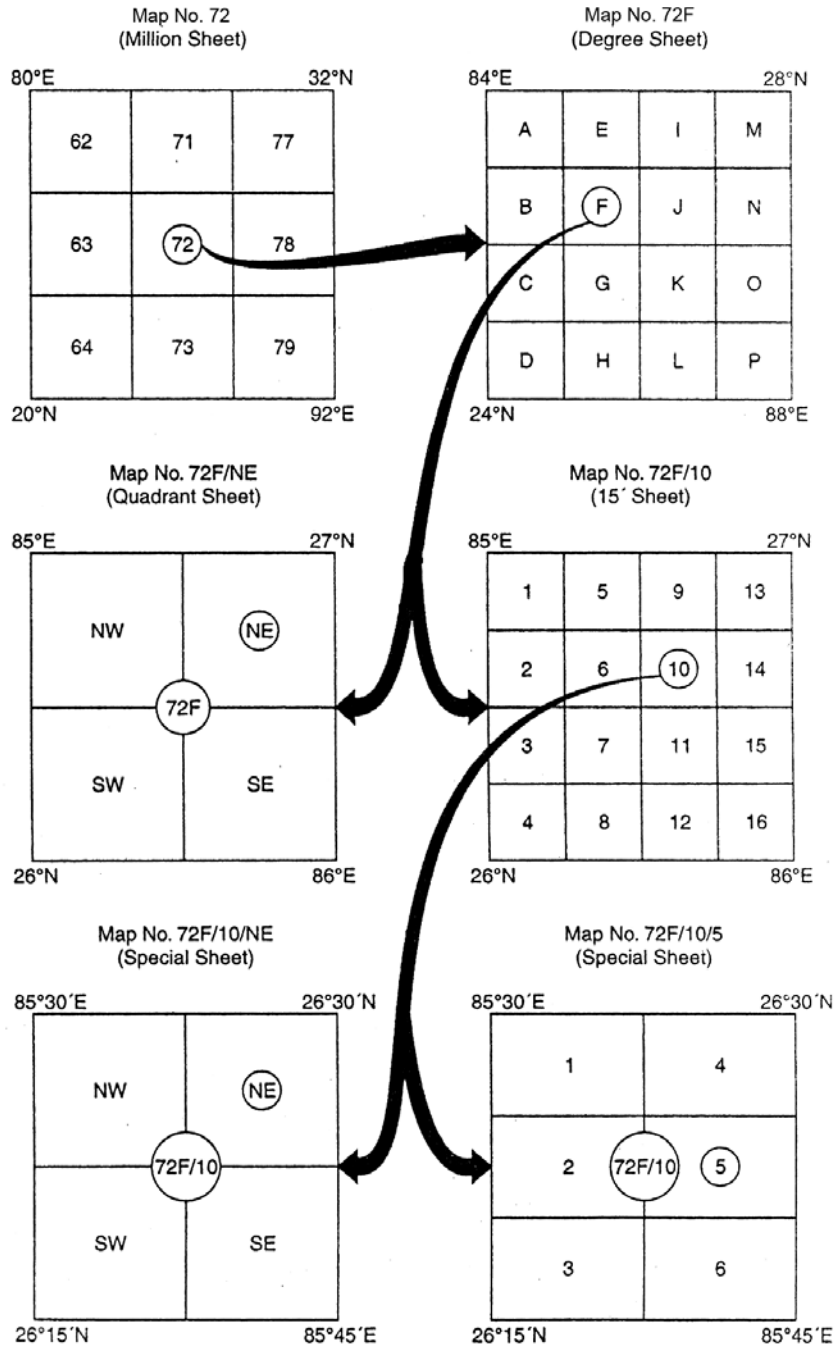 Map No. 72
(Million Sheet)
80°E 32°N
62 71 77
63 72 78
64 73 79
20°N 92°E
Map No. 72F
(Degree Sheet)
84°E 28°N
A E I M
B F J N
C G K O
D H L P
24°N 88°E
Map No. 72F/NE
(Quadrant Sheet)
85°E 27°N
NW NE
72F
SW SE
26°N 86°E
Map No. 72F/10
(15´ Sheet)
85°E 27°N
1 5 9 13
2 6 10 14
3 7 11 15
4 8 12 16
26°N 86°E
Map No. 72F/10/NE
(Special Sheet)
85°30´E 26°30´N
NW NE
72F/10
SW SE
26°15´N 85°45´E
Map No. 72F/10/5
(Special Sheet)
85°30´E 26°30´N
1 4
2 72F/10 5
3 6
26°15´N 85°45´E